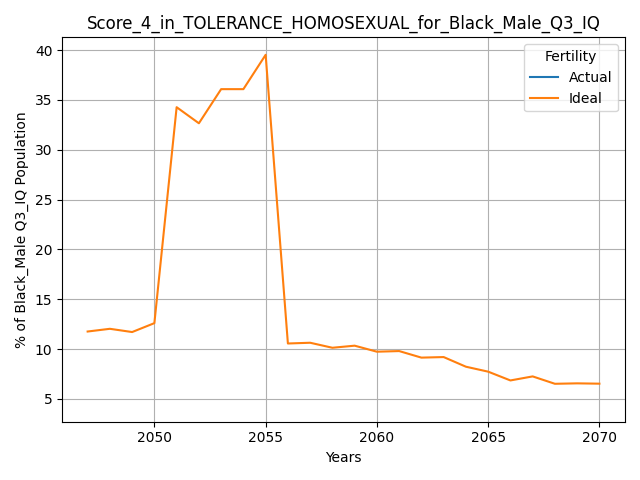 Score_4_in_TOLERANCE_HOMOSEXUAL_for_Black_Male_Q3_IQ
Fertility
Actual
Ideal
% of Black_Male Q3_IQ Population
40
35
30
25
20
15
10
5
2050 2055 2060 2065 2070
Years